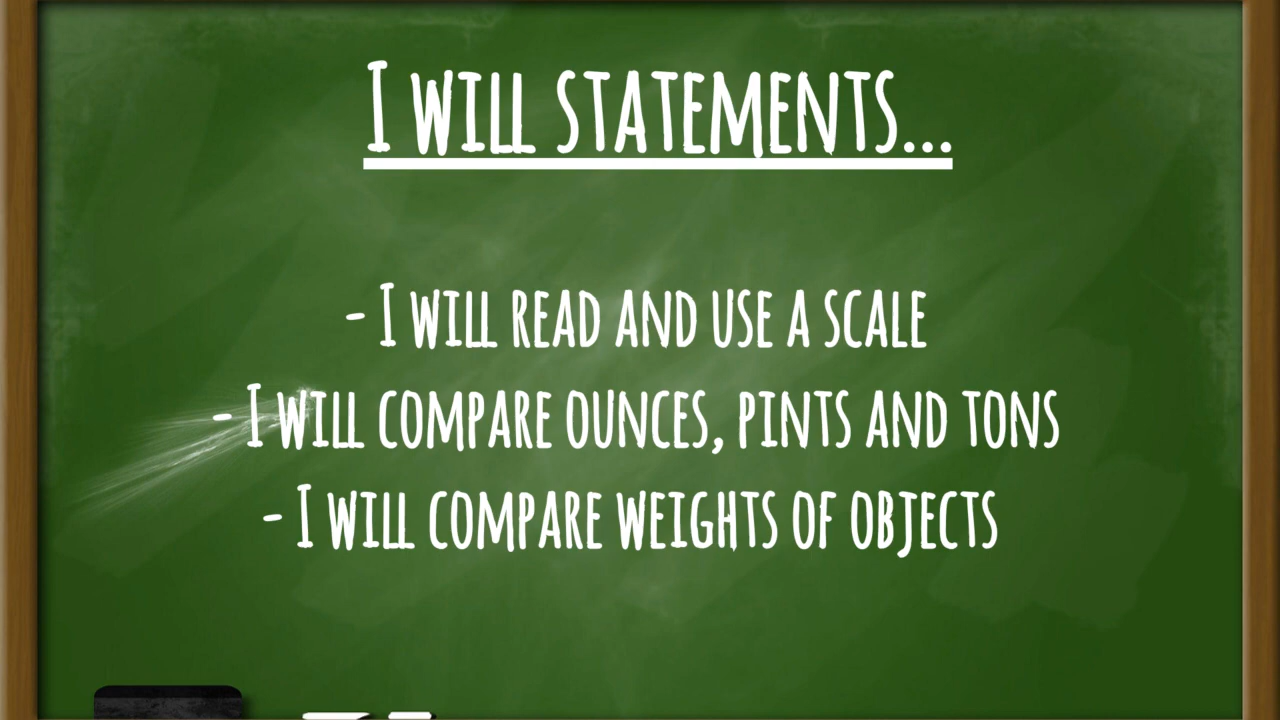 I will statements...
- I will read and use a scale
- I will compare ounces, pints and tons
- I will compare weights of objects